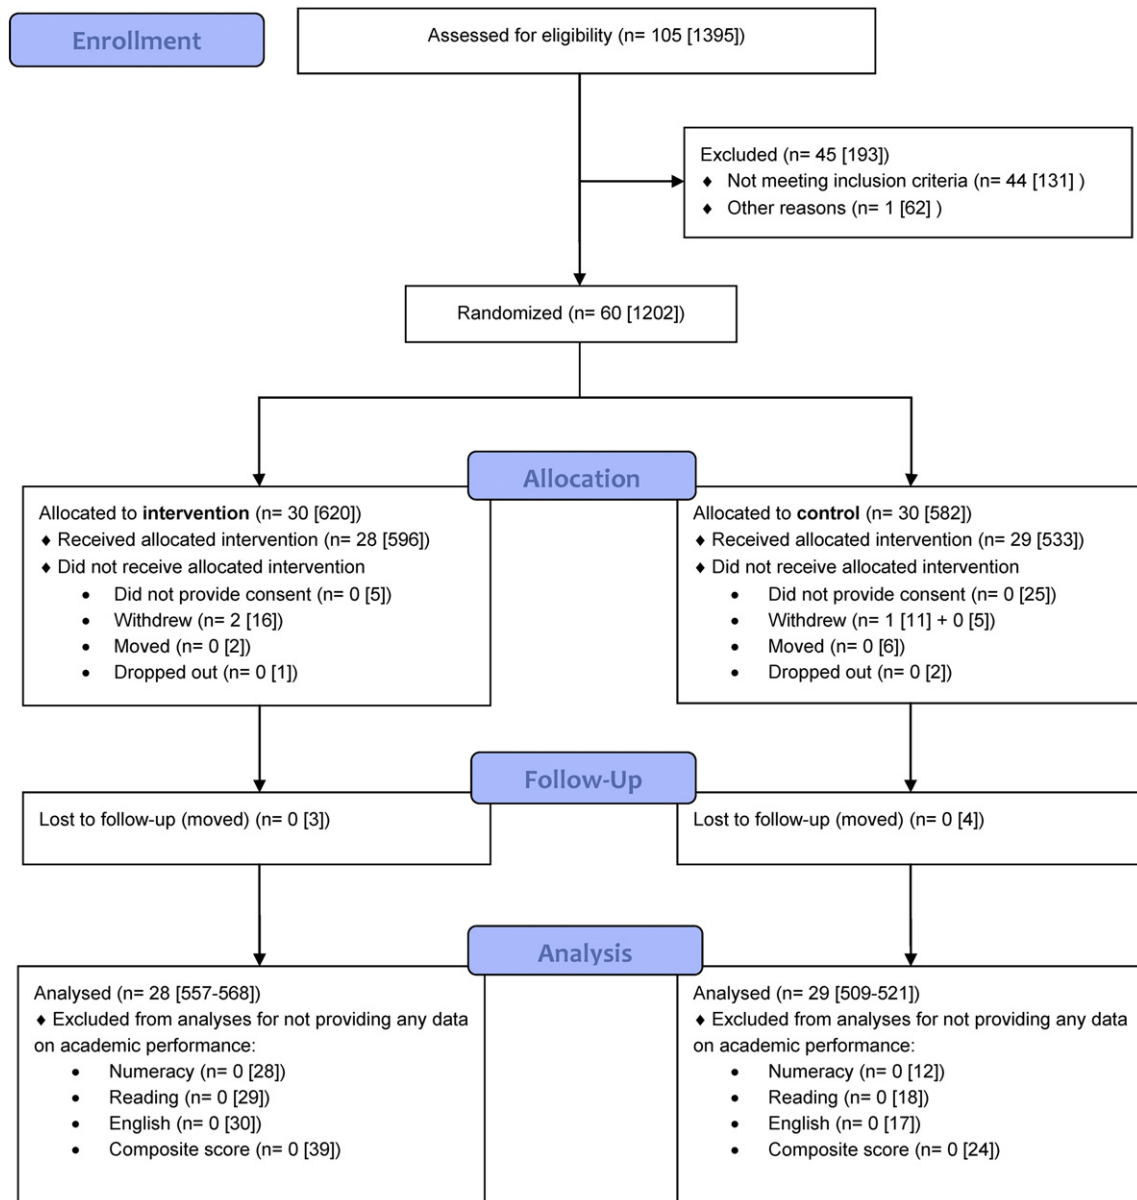 Enrollment
Assessed for eligibility (n= 105 [1395])
Excluded (n= 45 [193])
♦ Not meeting inclusion criteria (n= 44 [131] )
♦ Other reasons (n= 1 [62] )
Randomized (n= 60 [1202])
Allocation
Allocated to intervention (n= 30 [620])
♦ Received allocated intervention (n= 28 [596])
♦ Did not receive allocated intervention
• Did not provide consent (n= 0 [5])
• Withdrew (n= 2 [16])
• Moved (n= 0 [2])
• Dropped out (n= 0 [1])
Allocated to control (n= 30 [582])
♦ Received allocated intervention (n= 29 [533])
♦ Did not receive allocated intervention
• Did not provide consent (n= 0 [25])
• Withdrew (n= 1 [11] + 0 [5])
• Moved (n= 0 [6])
• Dropped out (n= 0 [2])
Follow-Up
Lost to follow-up (moved) (n= 0 [3])
Lost to follow-up (moved) (n= 0 [4])
Analysis
Analysed (n= 28 [557-568])
♦ Excluded from analyses for not providing any data
on academic performance:
• Numeracy (n= 0 [28])
• Reading (n= 0 [29])
• English (n= 0 [30])
• Composite score (n= 0 [39])
Analysed (n= 29 [509-521])
♦ Excluded from analyses for not providing any data
on academic performance:
• Numeracy (n= 0 [12])
• Reading (n= 0 [18])
• English (n= 0 [17])
• Composite score (n= 0 [24])